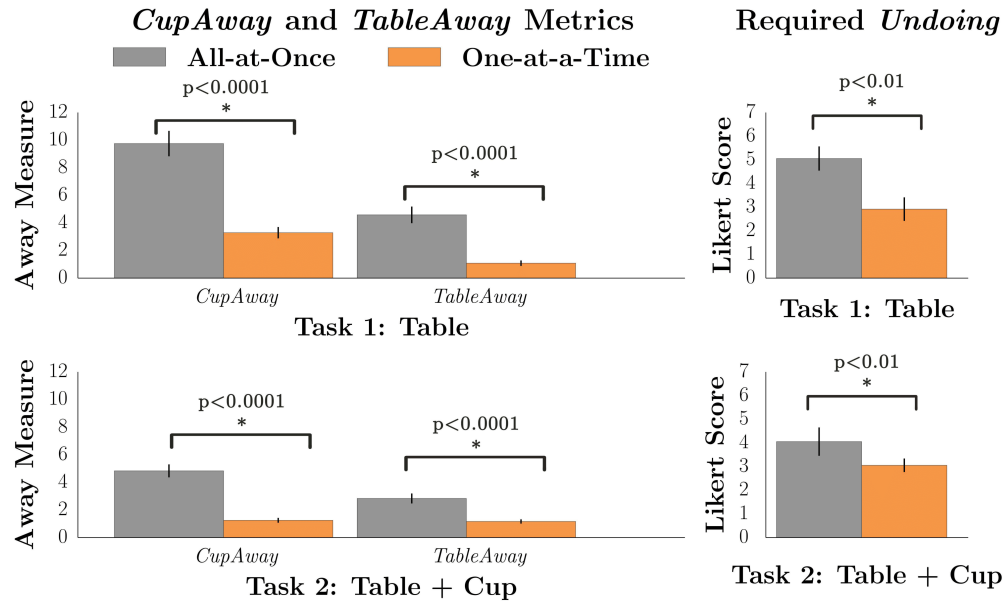 CupAway and TableAway Metrics
All-at-Once One-at-a-Time
Away Measure
12
10
8
6
4
2
0
p<0.0001
*
p<0.0001
*
CupAway TableAway
Task 1: Table
Required Undoing
Likert Score
7
6
5
4
3
2
1
0
p<0.01
*
Task 1: Table
Away Measure
12
10
8
6
4
2
0
p<0.0001
*
p<0.0001
*
CupAway TableAway
Task 2: Table + Cup
Likert Score
7
6
5
4
3
2
1
0
p<0.01
*
Task 2: Table + Cup